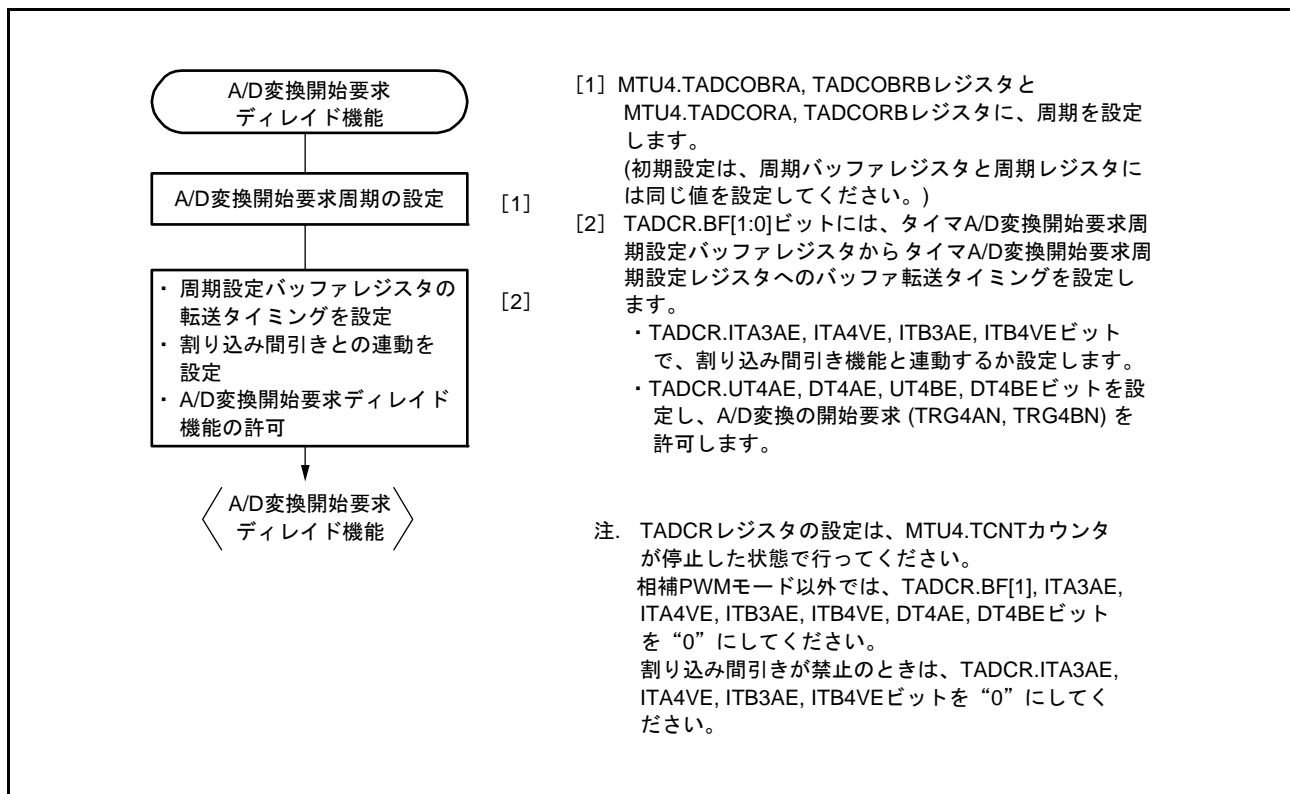 A/D変換開始要求
ディレイド機能
A/D変換開始要求周期の設定
[1]
・ 周期設定バッファレジスタの
転送タイミングを設定
・ 割り込み間引きとの連動を
設定
・ A/D変換開始要求ディレイド
機能の許可
[2]
A/D変換開始要求
ディレイド機能
[1] MTU4.TADCOBRA, TADCOBRBレジスタと
MTU4.TADCORA, TADCORBレジスタに、周期を設定
します。
(初期設定は、周期バッファレジスタと周期レジスタに
は同じ値を設定してください。)
[2] TADCR.BF[1:0]ビットには、タイマA/D変換開始要求周
期設定バッファレジスタから タイマA/D変換開始要求周
期設定レジスタへのバッファ転送タイミングを設定し
ます。
・TADCR.ITA3AE, ITA4VE, ITB3AE, ITB4VEビット
で、割り込み間引き機能と連動するか設定します。
・TADCR.UT4AE, DT4AE, UT4BE, DT4BEビットを設
定し、A/D変換の開始要求 (TRG4AN, TRG4BN) を
許可します。
注. TADCRレジスタの設定は、MTU4.TCNTカウンタ
が停止した状態で行ってください。
相補PWMモード以外では、TADCR.BF[1], ITA3AE,
ITA4VE, ITB3AE, ITB4VE, DT4AE, DT4BEビット
を“0”にしてください。
割り込み間引きが禁止のときは、TADCR.ITA3AE,
ITA4VE, ITB3AE, ITB4VEビットを“0”にしてく
ださい。